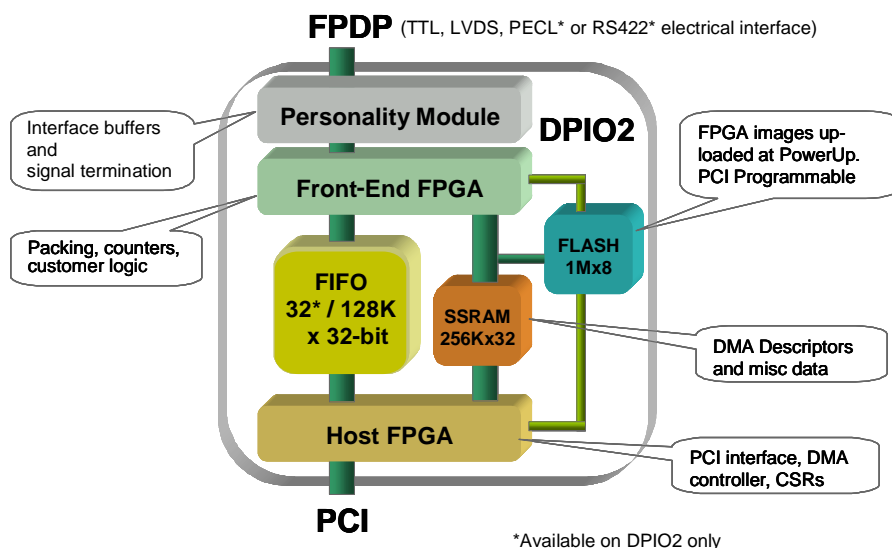 FPDP (TTL, LVDS, PECL* or RS422* electrical interface)
Personality Module
DPIO2
Interface buffers
and
signal termination
FPGA images up-
loaded at PowerUp.
PCI Programmable
Front-End FPGA
Packing, counters,
customer logic
FLASH
1Mx8
FIFO
32* / 128K
x 32-bit
SSRAM
256Kx32
DMA Descriptors
and misc data
Host FPGA
PCI interface, DMA
controller, CSRs
PCI
*Available on DPIO2 only